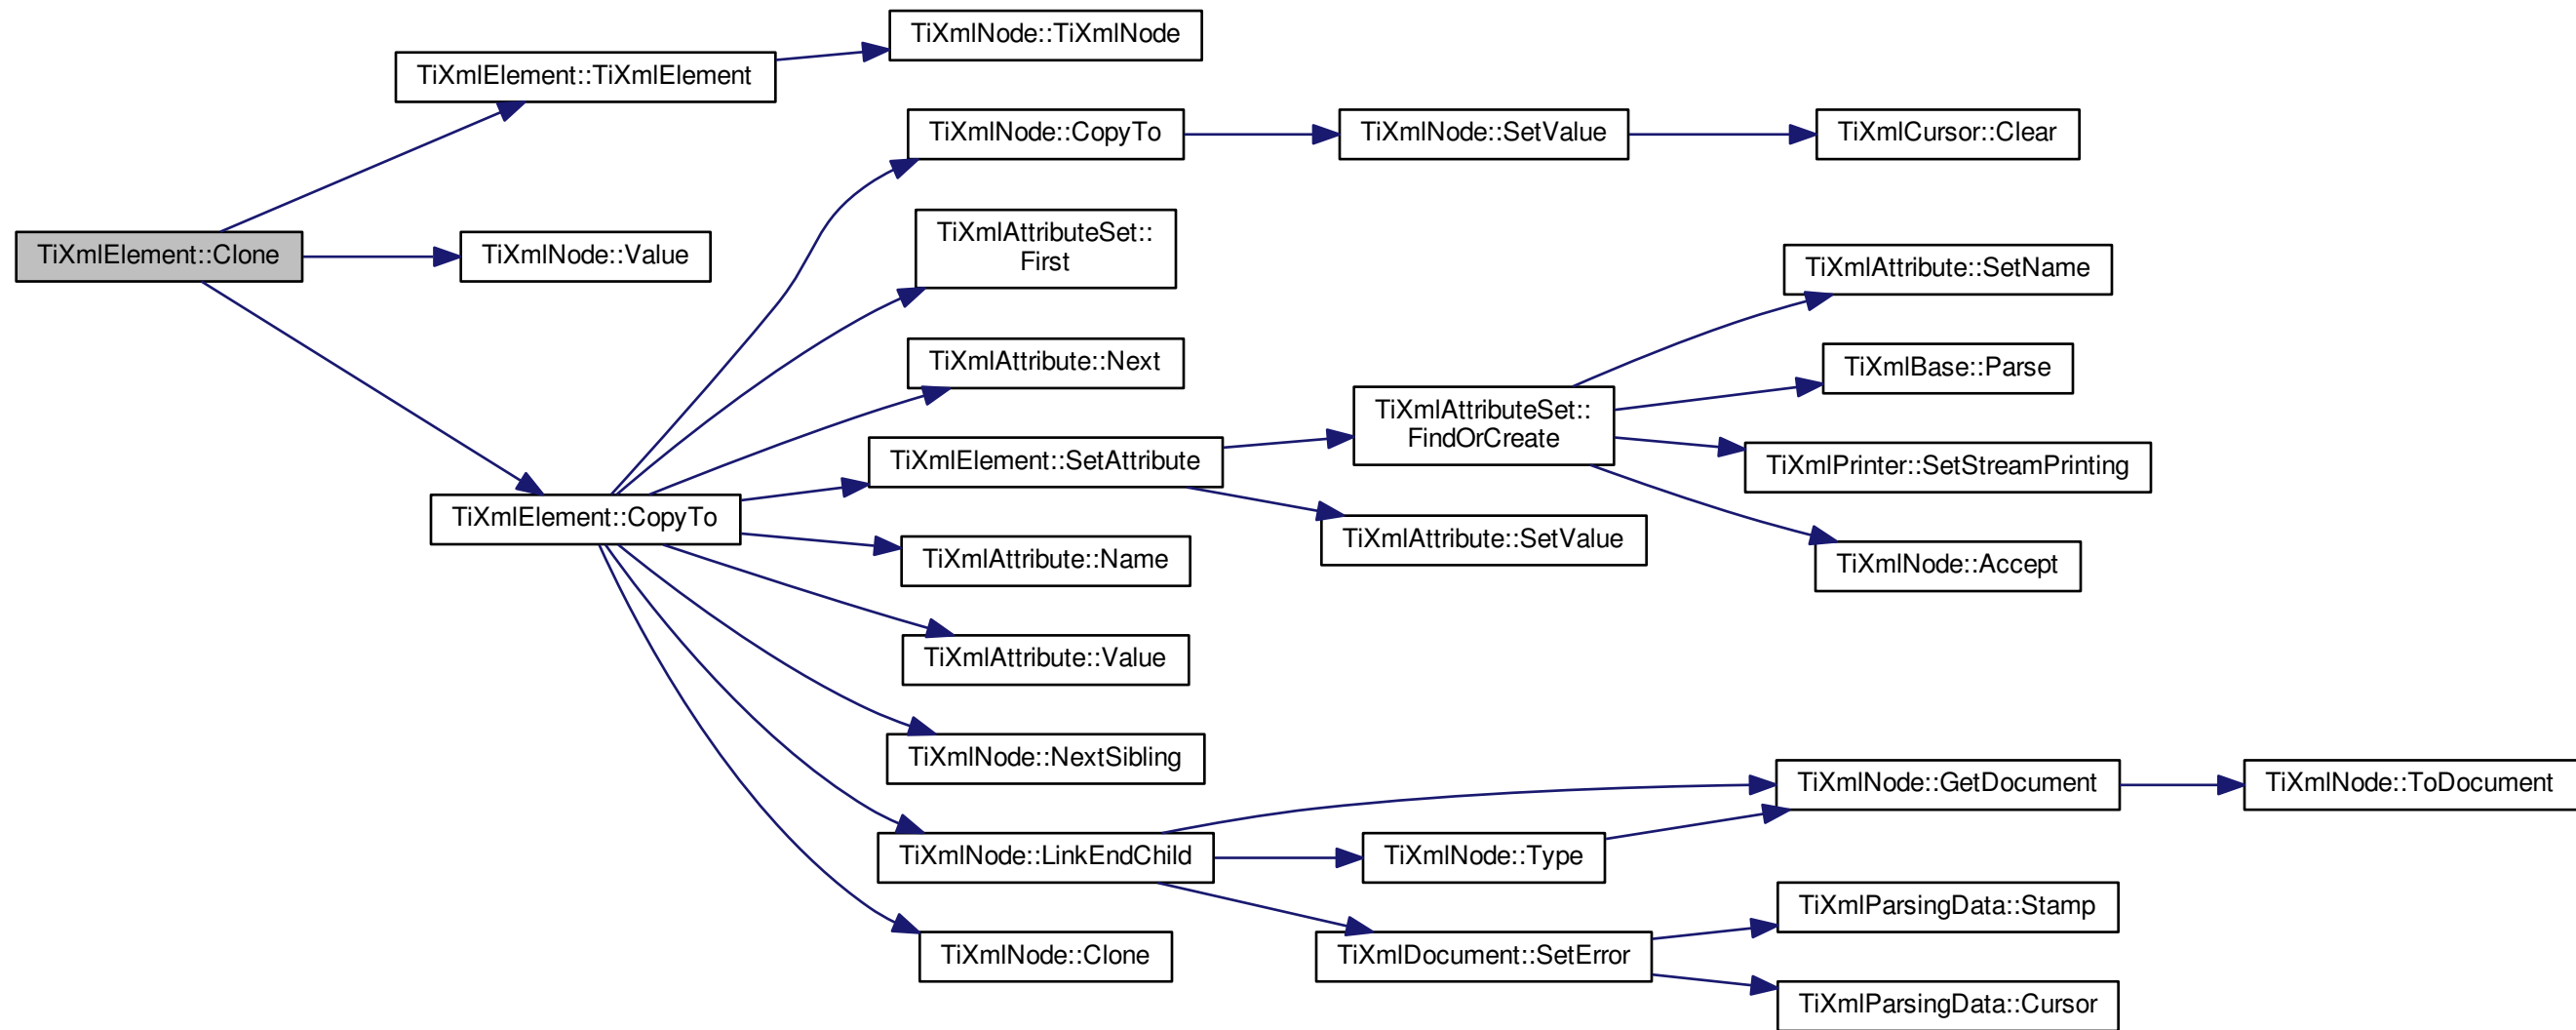 TiXmlNode::TiXmlNode
TiXmlElement::TiXmlElement
TiXmlNode::CopyTo
TiXmlNode::SetValue
TiXmlCursor::Clear
TiXmlElement::Clone
TiXmlNode::Value
TiXmlAttributeSet::
First
TiXmlAttribute::SetName
TiXmlAttribute::Next
TiXmlBase::Parse
TiXmlAttributeSet::
FindOrCreate
TiXmlElement::SetAttribute
TiXmlPrinter::SetStreamPrinting
TiXmlElement::CopyTo
TiXmlAttribute::SetValue
TiXmlAttribute::Name
TiXmlNode::Accept
TiXmlAttribute::Value
TiXmlNode::NextSibling
TiXmlNode::GetDocument
TiXmlNode::ToDocument
TiXmlNode::LinkEndChild
TiXmlNode::Type
TiXmlParsingData::Stamp
TiXmlNode::Clone
TiXmlDocument::SetError
TiXmlParsingData::Cursor